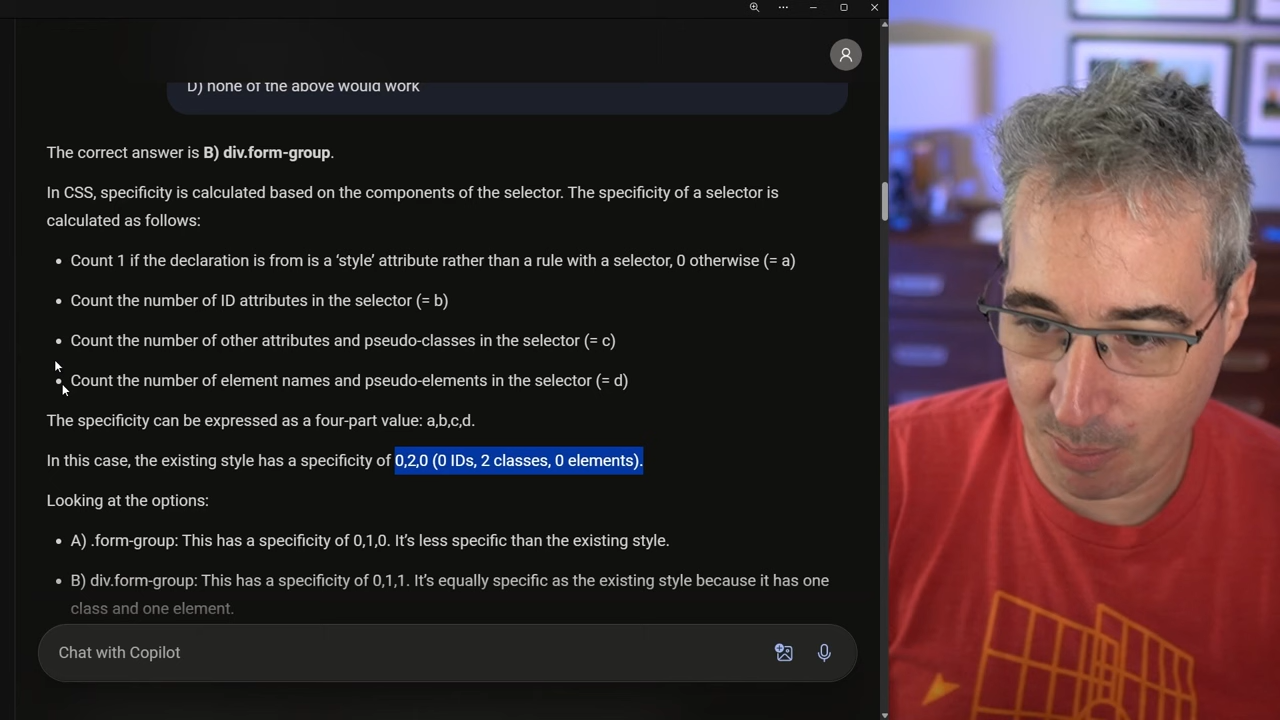 D) none of the above would work
The correct answer is B) div.form-group.
In CSS, specificity is calculated based on the components of the selector. The specificity of a selector is
calculated as follows:
• Count 1 if the declaration is from is a ‘style’ attribute rather than a rule with a selector, 0 otherwise (= a)
• Count the number of ID attributes in the selector (= b)
• Count the number of other attributes and pseudo-classes in the selector (= c)
• Count the number of element names and pseudo-elements in the selector (= d)
The specificity can be expressed as a four-part value: a,b,c,d.
In this case, the existing style has a specificity of 0,2,0 (0 IDs, 2 classes, 0 elements).
Looking at the options:
• A) .form-group: This has a specificity of 0,1,0. It’s less specific than the existing style.
• B) div.form-group: This has a specificity of 0,1,1. It’s equally specific as the existing style because it has one
class and one element.
Chat with Copilot